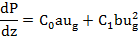 dP/dz = C₀au_g + C₁bu_g²